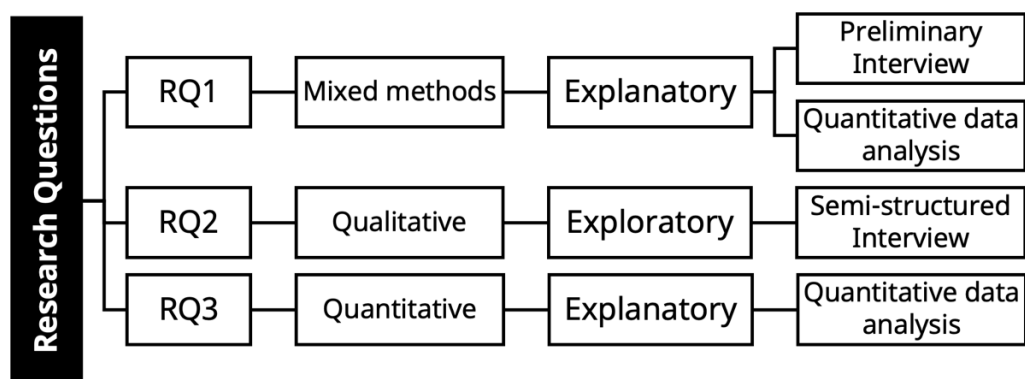 Research Questions
RQ1
Mixed methods
Explanatory
Preliminary
Interview
Quantitative data
analysis
RQ2
Qualitative
Exploratory
Semi-structured
Interview
RQ3
Quantitative
Explanatory
Quantitative data
analysis